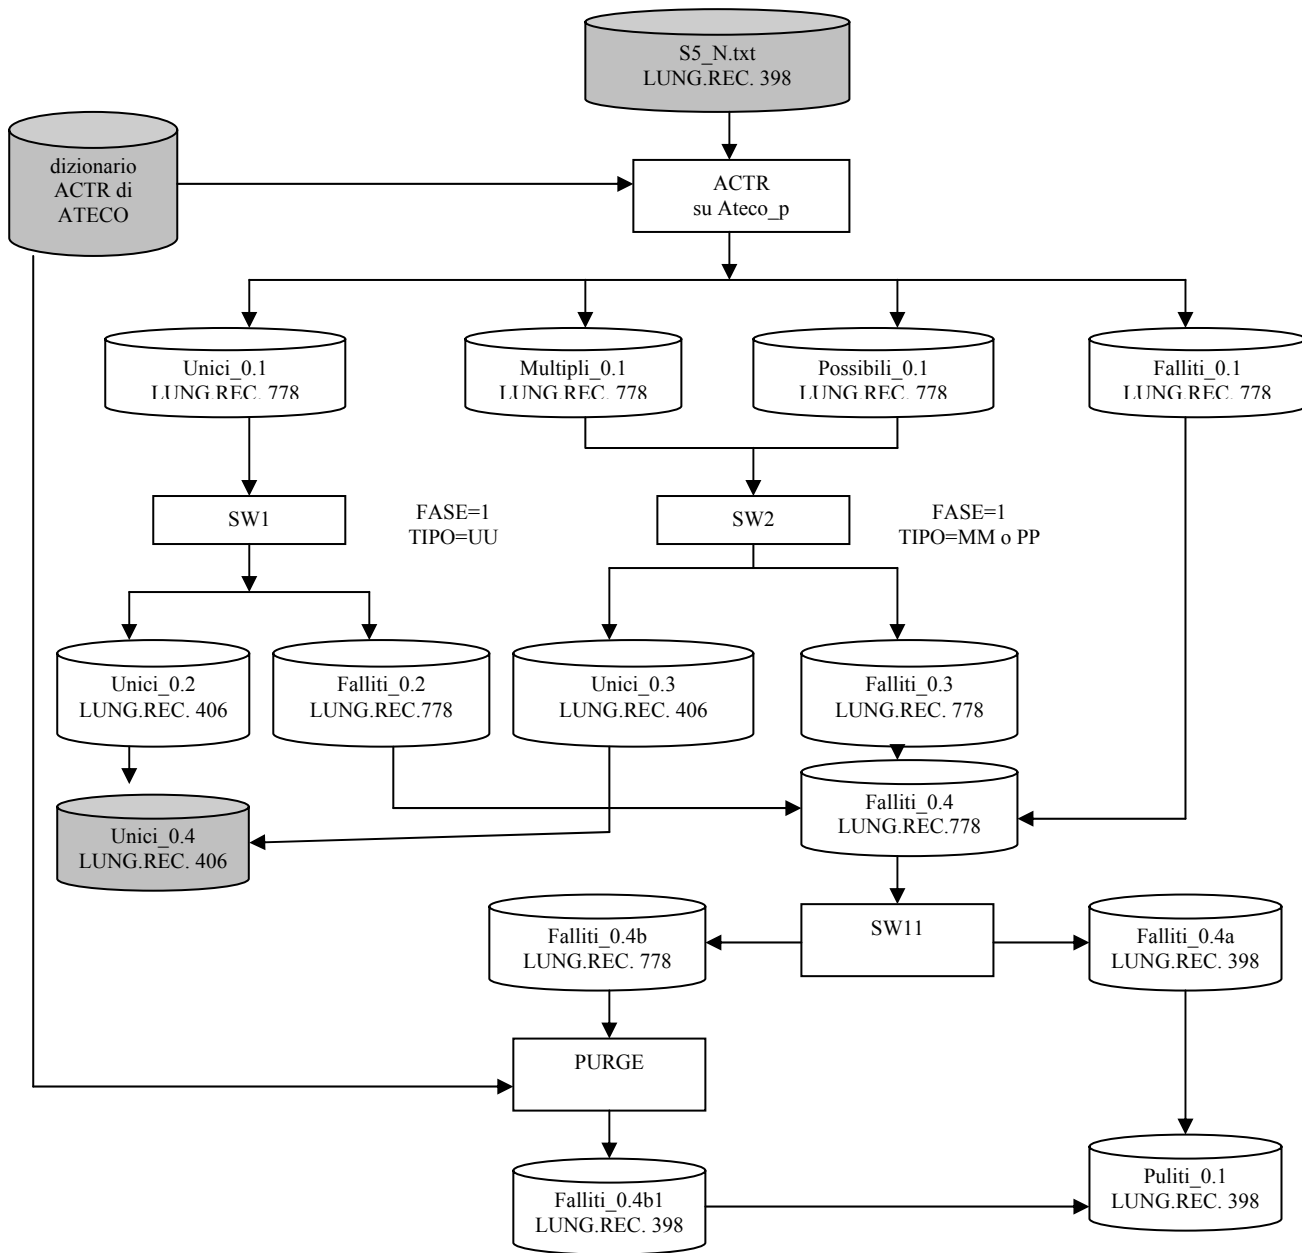 S5_N.txt
LUNG.REC. 398
dizionario
ACTR di
ATECO
ACTR
su Ateco_p
Unici_0.1
LUNG.REC. 778
Multipli_0.1
LUNG.REC. 778
Possibili_0.1
LUNG.REC. 778
Falliti_0.1
LUNG.REC. 778
SW1
FASE=1
TIPO=UU
SW2
FASE=1
TIPO=MM o PP
Unici_0.2
LUNG.REC. 406
Falliti_0.2
LUNG.REC.778
Unici_0.3
LUNG.REC. 406
Falliti_0.3
LUNG.REC. 778
Unici_0.4
LUNG.REC. 406
Falliti_0.4
LUNG.REC.778
Falliti_0.4b
LUNG.REC. 778
SW11
Falliti_0.4a
LUNG.REC. 398
PURGE
Falliti_0.4b1
LUNG.REC. 398
Puliti_0.1
LUNG.REC. 398